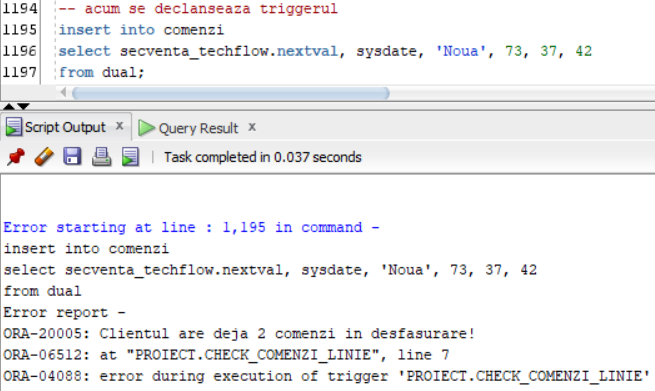 1194 -- acum se declanseaza triggerul
1195 insert into comenzi
1196 select secventa_techflow.nextval, sysdate, 'Noua', 73, 37, 42
1197 from dual;
Script Output x Query Result x
Task completed in 0.037 seconds
Error starting at line : 1,195 in command -
insert into comenzi
select secventa_techflow.nextval, sysdate, 'Noua', 73, 37, 42
from dual
Error report -
ORA-20005: Clientul are deja 2 comenzi in desfasurare!
ORA-06512: at "PROIECT.CHECK_COMENZI_LINIE", line 7
ORA-04088: error during execution of trigger 'PROIECT.CHECK_COMENZI_LINIE'